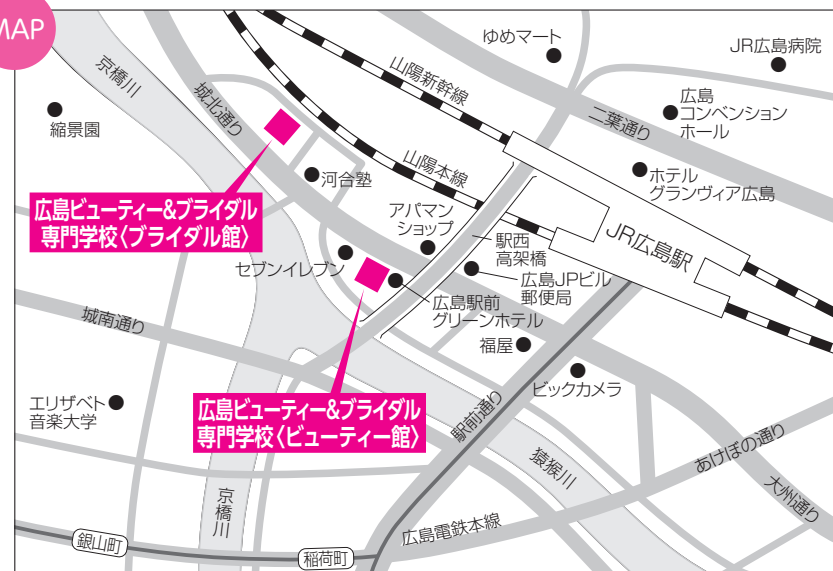 MAP
ゆめマート
JR広島病院
京橋川
城北通り
山陽新幹線
縮景園
広島
コンベンション
ホール
二葉通り
山陽本線
河合塾
ホテル
グランヴィア広島
広島ビューティー&ブライダル
専門学校〈ブライダル館〉
アパマン
ショップ
駅西
高架橋
JR広島駅
セブンイレブン
広島JPビル
郵便局
広島駅前
グリーンホテル
城南通り
福屋
ビックカメラ
エリザベト
音楽大学
広島ビューティー&ブライダル
専門学校〈ビューティー館〉
駅前通り
猿猴川
あけぼの通り
大州通り
京橋川
広島電鉄本線
銀山町
稲荷町